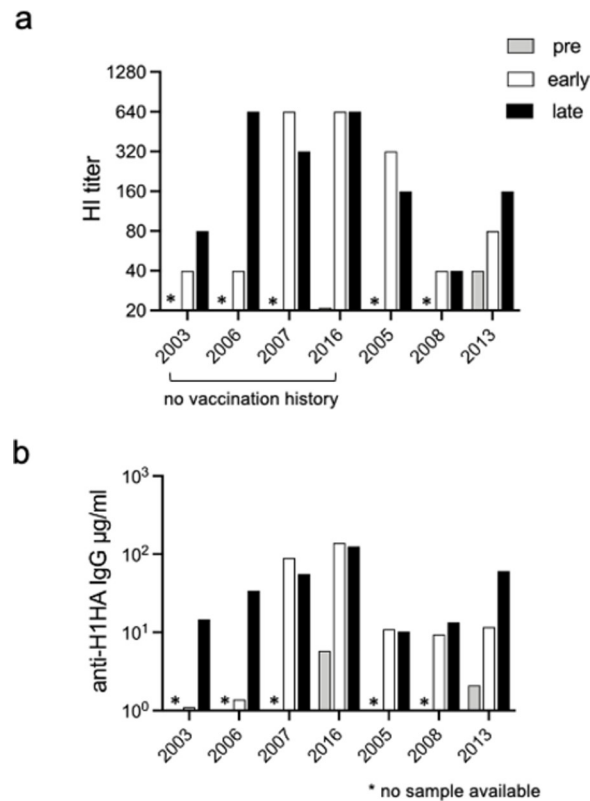 a
pre
early
late
HI titer
1280
640
320
160
80
40
20
* * * * *
2003 2006 2007 2016 2005 2008 2013
no vaccination history
b
anti-H1HA IgG µg/ml
10³
10²
10¹
10⁰
* * * * *
2003 2006 2007 2016 2005 2008 2013
* no sample available